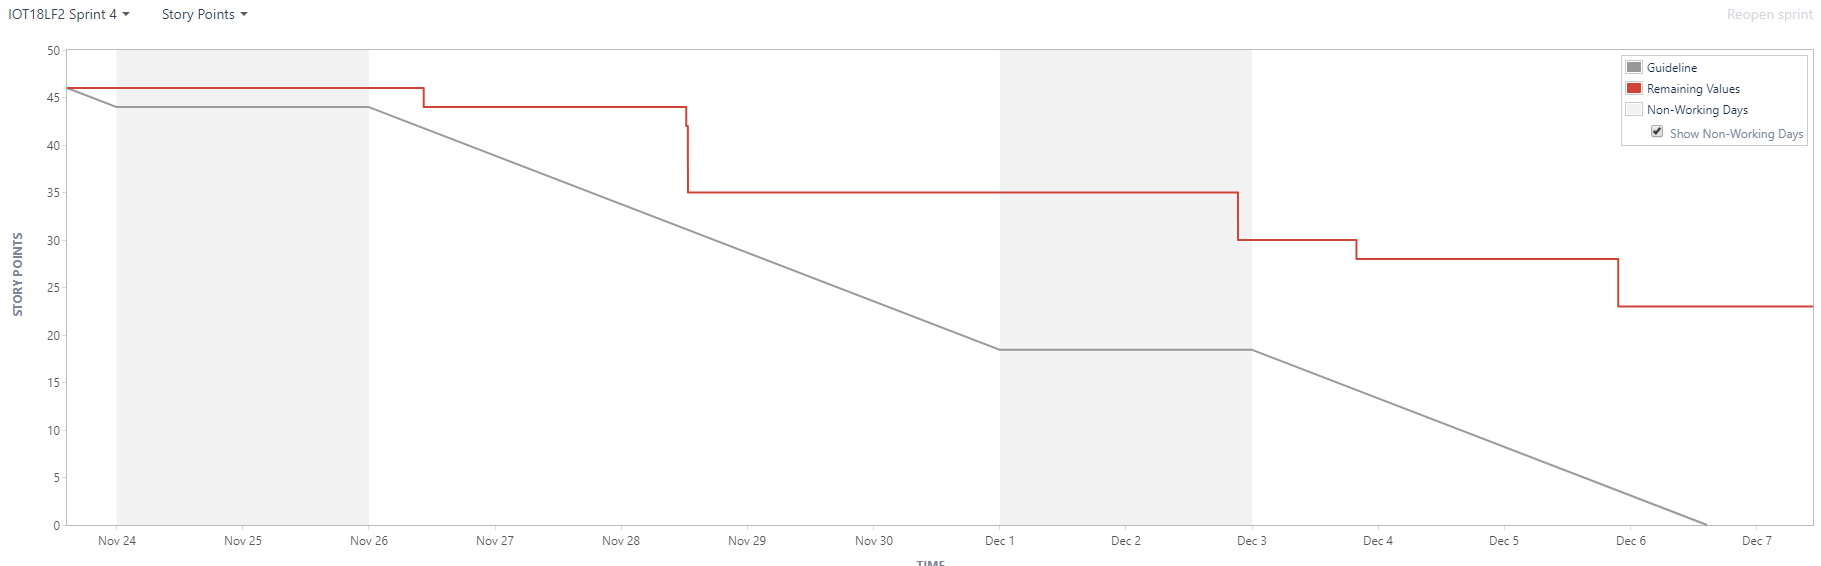 IOT18LF2 Sprint 4 Story Points Reopen sprint
50
45
40
35
30
25
20
15
10
5
0
STORY POINTS
Guideline
Remaining Values
Non-Working Days
Show Non-Working Days
Nov 24 Nov 25 Nov 26 Nov 27 Nov 28 Nov 29 Nov 30 Dec 1 Dec 2 Dec 3 Dec 4 Dec 5 Dec 6 Dec 7
TIME